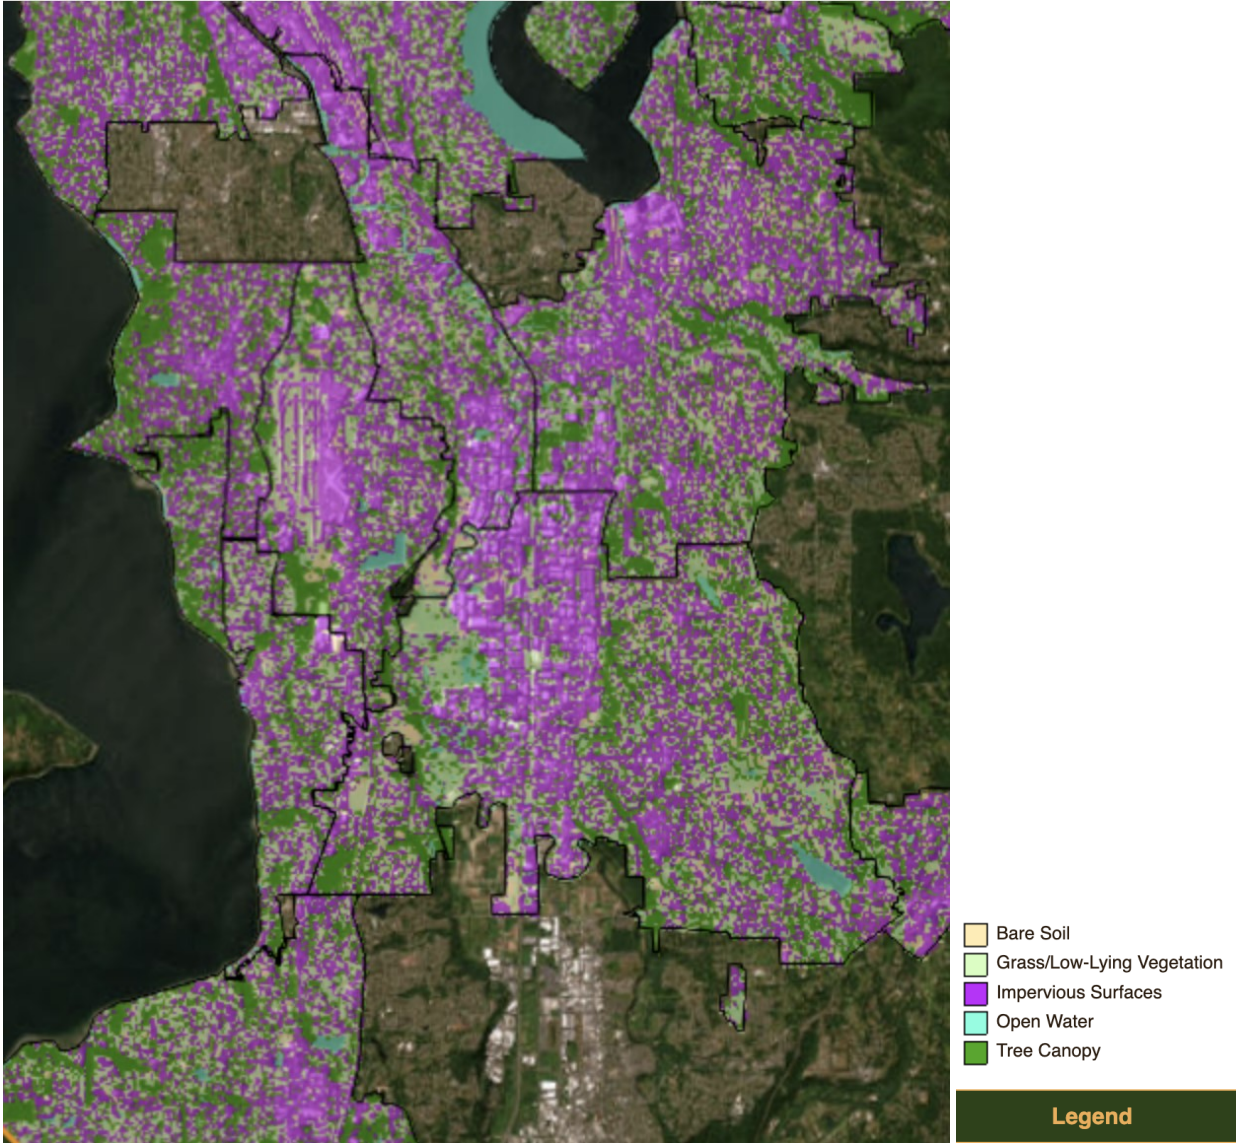 Bare Soil
Grass/Low-Lying Vegetation
Impervious Surfaces
Open Water
Tree Canopy
Legend